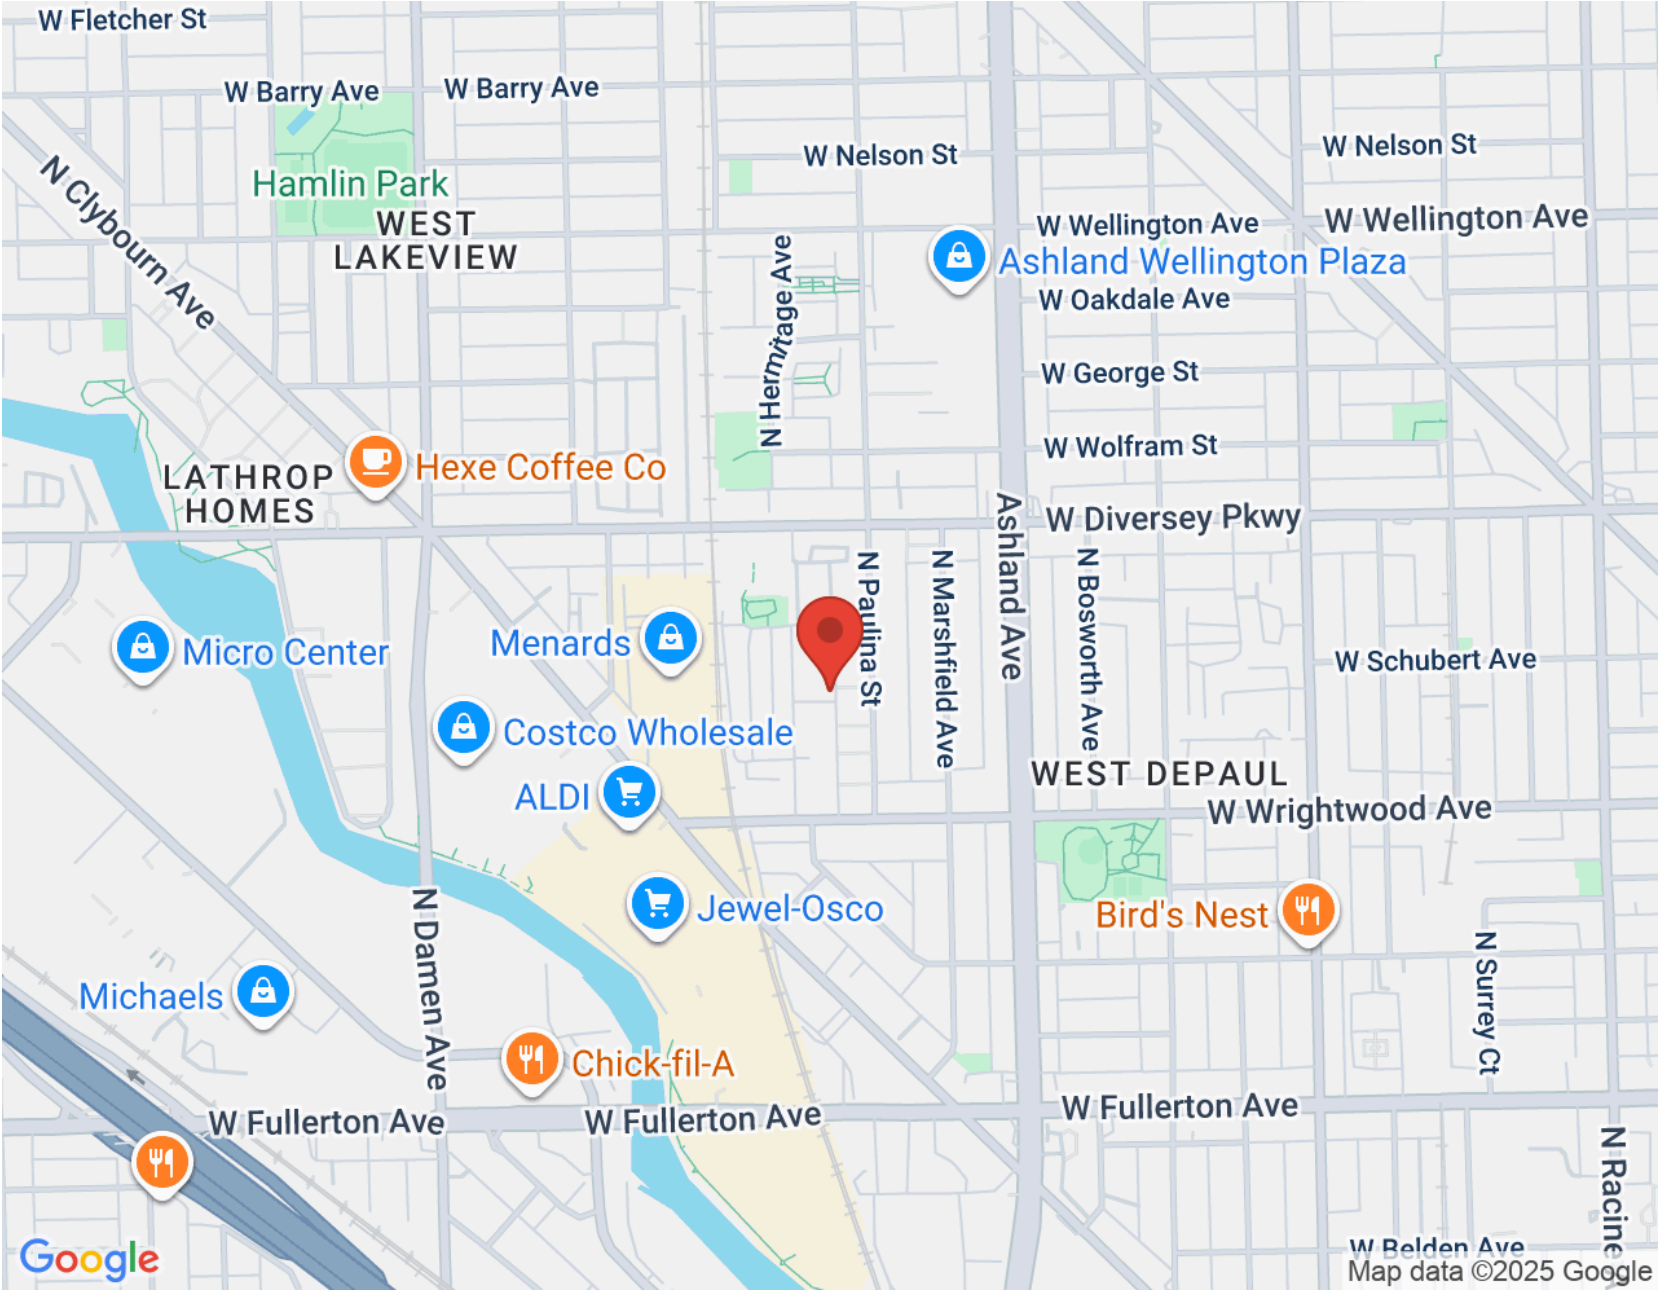 W Fletcher St
W Barry Ave
W Barry Ave
W Nelson St
W Nelson St
N Clybourn Ave
Hamlin Park
WEST
LAKEVIEW
W Wellington Ave
W Wellington Ave
Ashland Wellington Plaza
N Hermitage Ave
W Oakdale Ave
W George St
W Wolfram St
Hexe Coffee Co
LATHROP
HOMES
Ashland Ave
W Diversey Pkwy
N Paulina St
N Marshfield Ave
N Bosworth Ave
Menards
Micro Center
W Schubert Ave
Costco Wholesale
WEST DEPAUL
ALDI
W Wrightwood Ave
Jewel-Osco
Bird's Nest
N Damen Ave
N Surrey Ct
Michaels
Chick-fil-A
W Fullerton Ave
W Fullerton Ave
W Fullerton Ave
N Racine
W Belden Ave
Google
Map data ©2025 Google